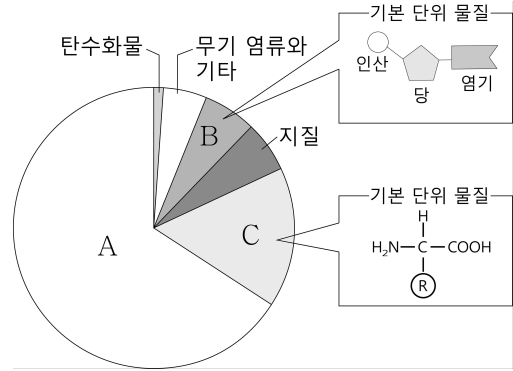 탄수화물
무기 염류와
기타
B
지질
A
C
기본 단위 물질
인산
당
염기
기본 단위 물질
H
H₂N—C—COOH
R